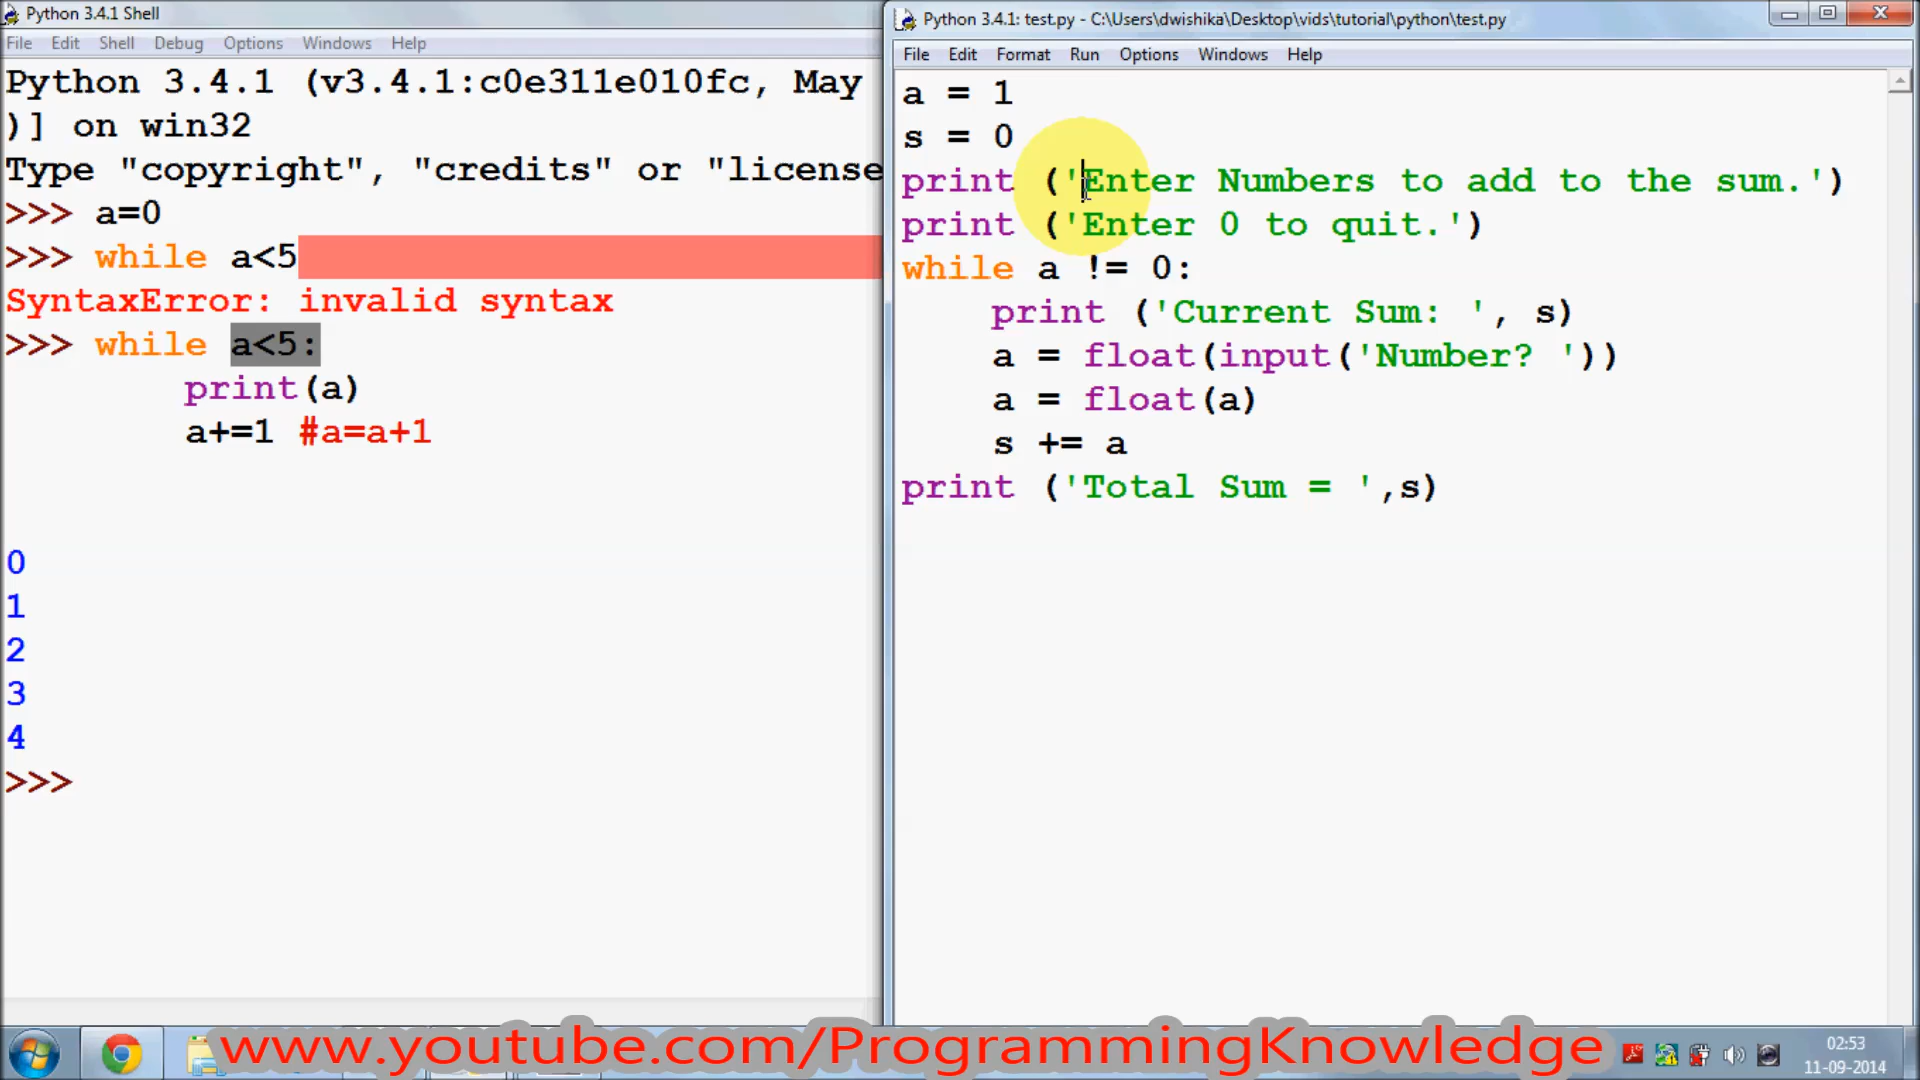 Python 3.4.1 Shell
File Edit Shell Debug Options Windows Help
Python 3.4.1 (v3.4.1:c0e311e010fc, May
)] on win32
Type "copyright", "credits" or "license
>>> a=0
>>> while a<5
SyntaxError: invalid syntax
>>> while a<5:
        print(a)
        a+=1 #a=a+1
0
1
2
3
4
>>>
Python 3.4.1: test.py - C:\Users\dwishika\Desktop\vids\tutorial\python\test.py
File Edit Format Run Options Windows Help
a = 1
s = 0
print ('Enter Numbers to add to the sum.')
print ('Enter 0 to quit.')
while a != 0:
    print ('Current Sum: ', s)
    a = float(input('Number? '))
    a = float(a)
    s += a
print ('Total Sum = ',s)
www.youtube.com/ProgrammingKnowledge
02:53
11-09-2014